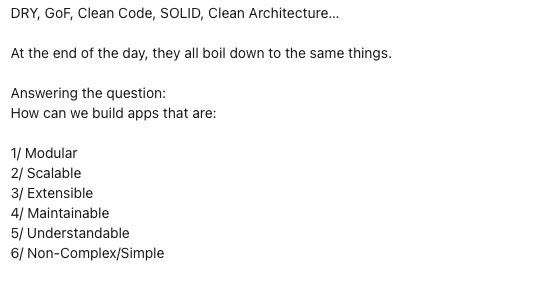 DRY, GoF, Clean Code, SOLID, Clean Architecture...
At the end of the day, they all boil down to the same things.
Answering the question:
How can we build apps that are:
1/ Modular
2/ Scalable
3/ Extensible
4/ Maintainable
5/ Understandable
6/ Non-Complex/Simple